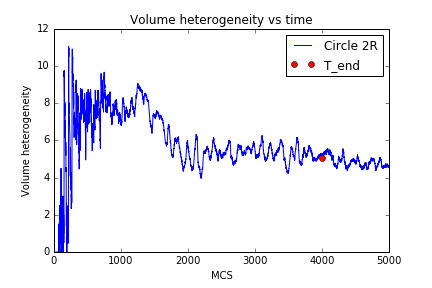 Volume heterogeneity vs time
Circle 2R
T_end
Volume heterogeneity
12
10
8
6
4
2
0
0 1000 2000 3000 4000 5000
MCS